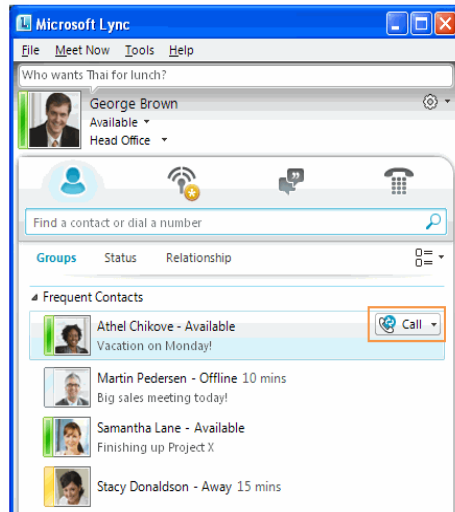 Microsoft Lync
File Meet Now Tools Help
Who wants Thai for lunch?
George Brown
Available
Head Office
Find a contact or dial a number
Groups Status Relationship
Frequent Contacts
Athel Chikove - Available
Call
Vacation on Monday!
Martin Pedersen - Offline 10 mins
Big sales meeting today!
Samantha Lane - Available
Finishing up Project X
Stacy Donaldson - Away 15 mins